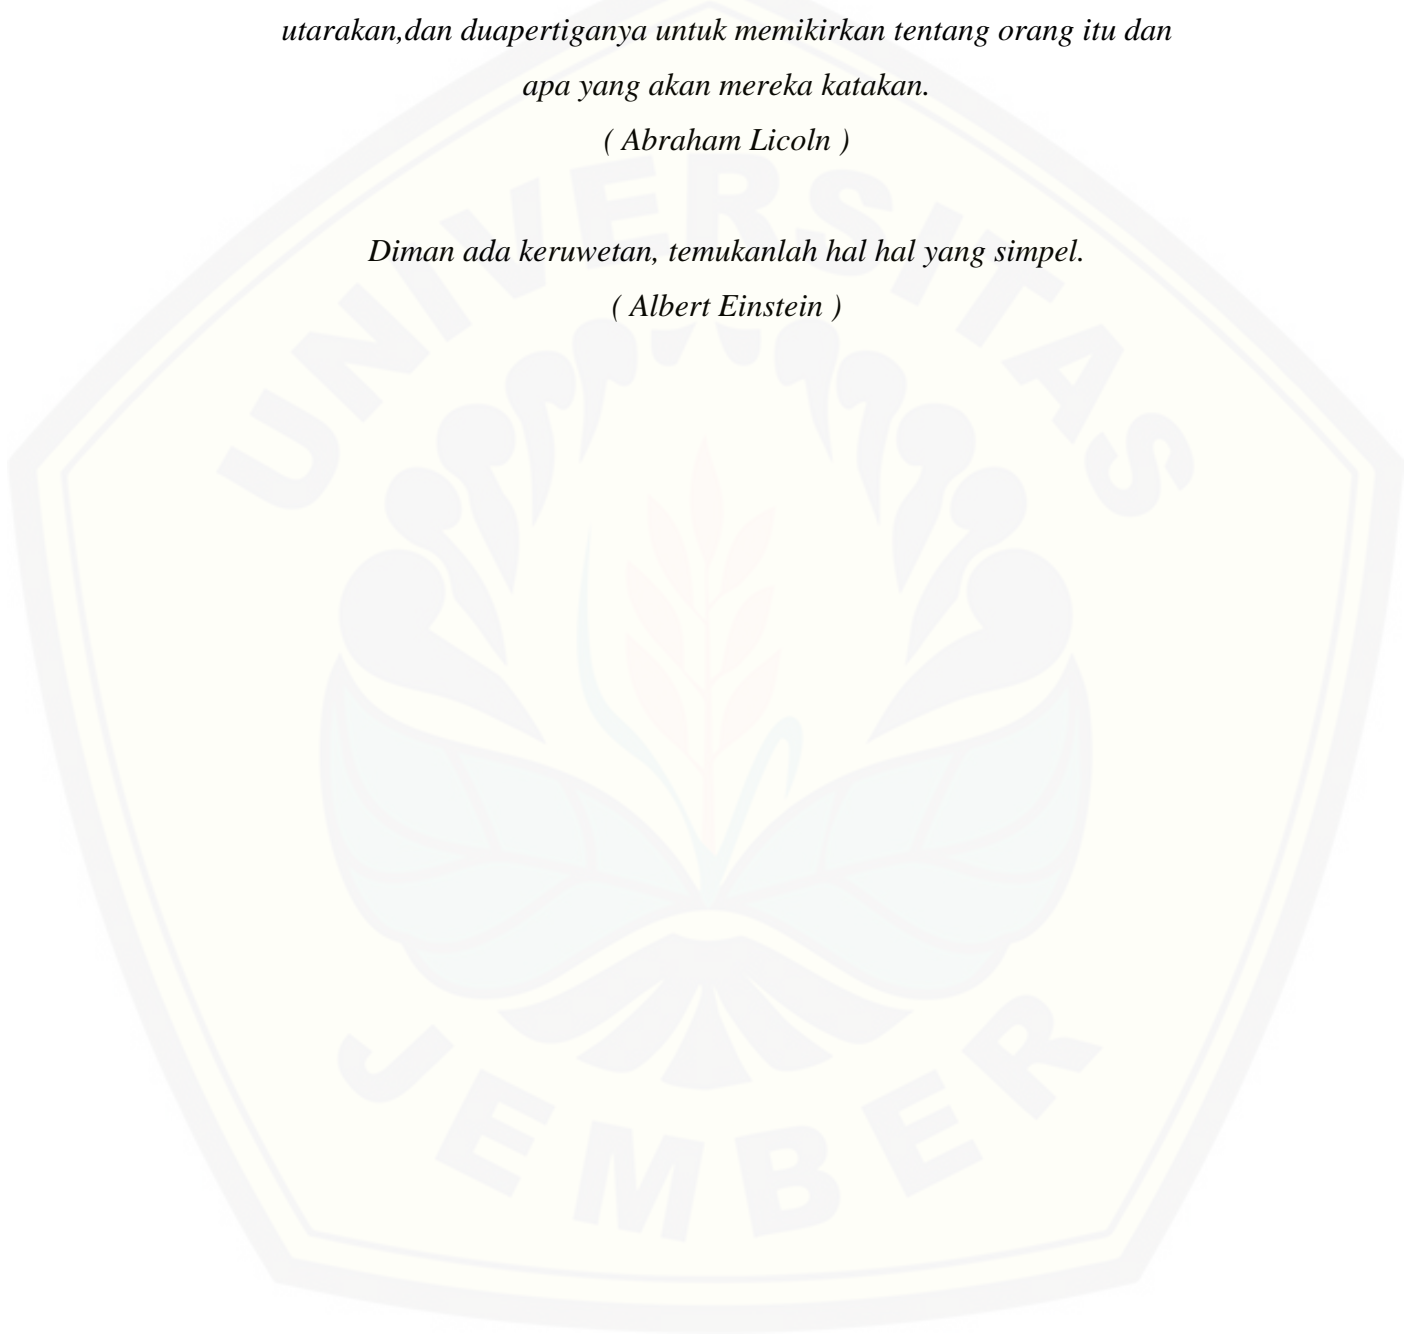 utarakan,dan duapertiganya untuk memikirkan tentang orang itu dan
apa yang akan mereka katakan.
( Abraham Licoln )
Diman ada keruwetan, temukanlah hal hal yang simpel.
( Albert Einstein )
UNIVERSITAS
JEMBER